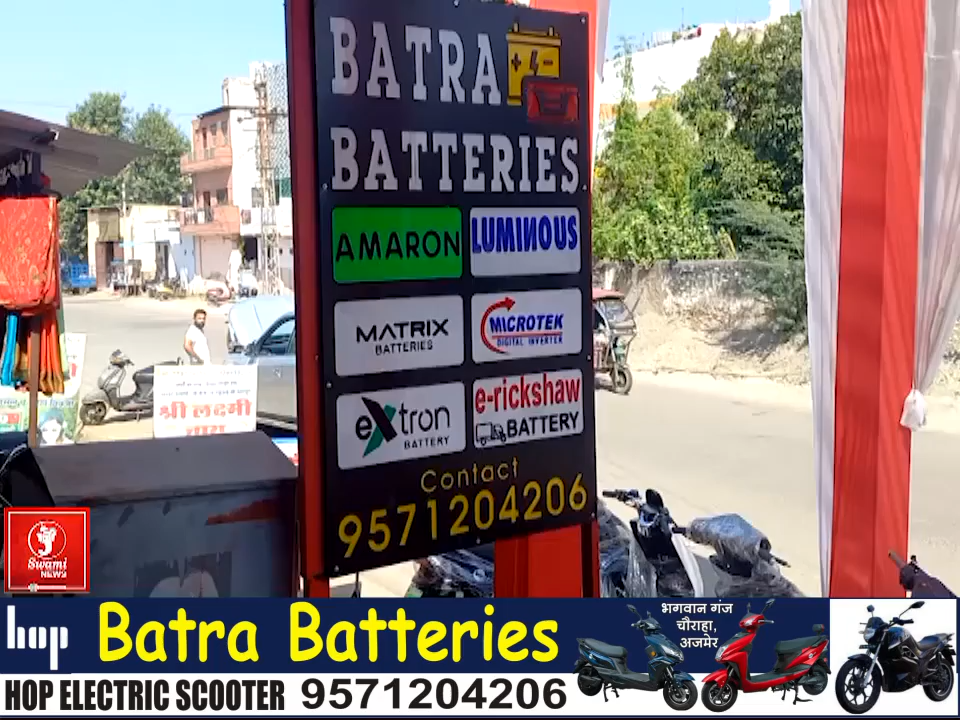 BATRA
BATTERIES
AMARON
LUMINOUS
MATRIX
BATTERIES
MICROTEK
DIGITAL INVERTER
extron
BATTERY
e-rickshaw
BATTERY
Contact
9571204206
श्री लक्ष्मी
Swami
NEWS
hop
Batra Batteries
भगवान गंज
चौराहा,
अजमेर
HOP ELECTRIC SCOOTER 9571204206